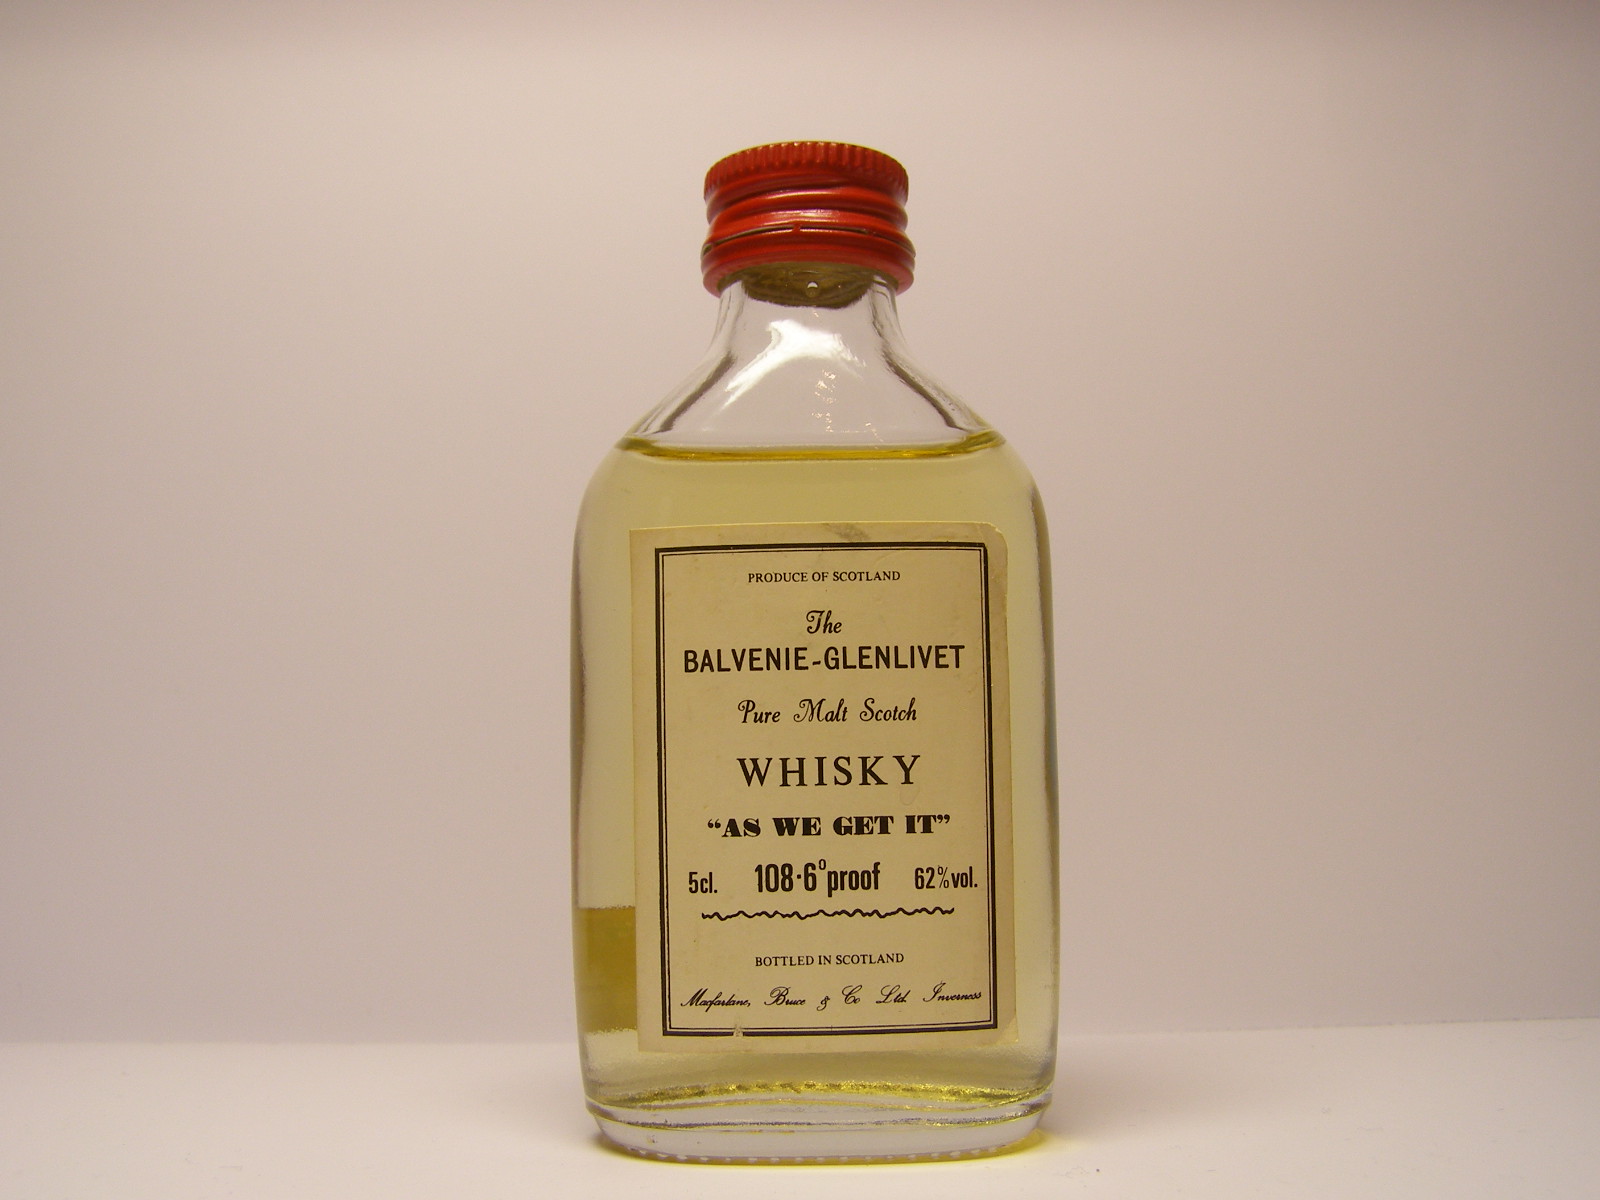 PRODUCE OF SCOTLAND
The
BALVENIE-GLENLIVET
Pure Malt Scotch
WHISKY
“AS WE GET IT”
5cl. 108·6° proof 62% vol.
BOTTLED IN SCOTLAND
Macfarlane, Bruce & Co Ltd. Inverness